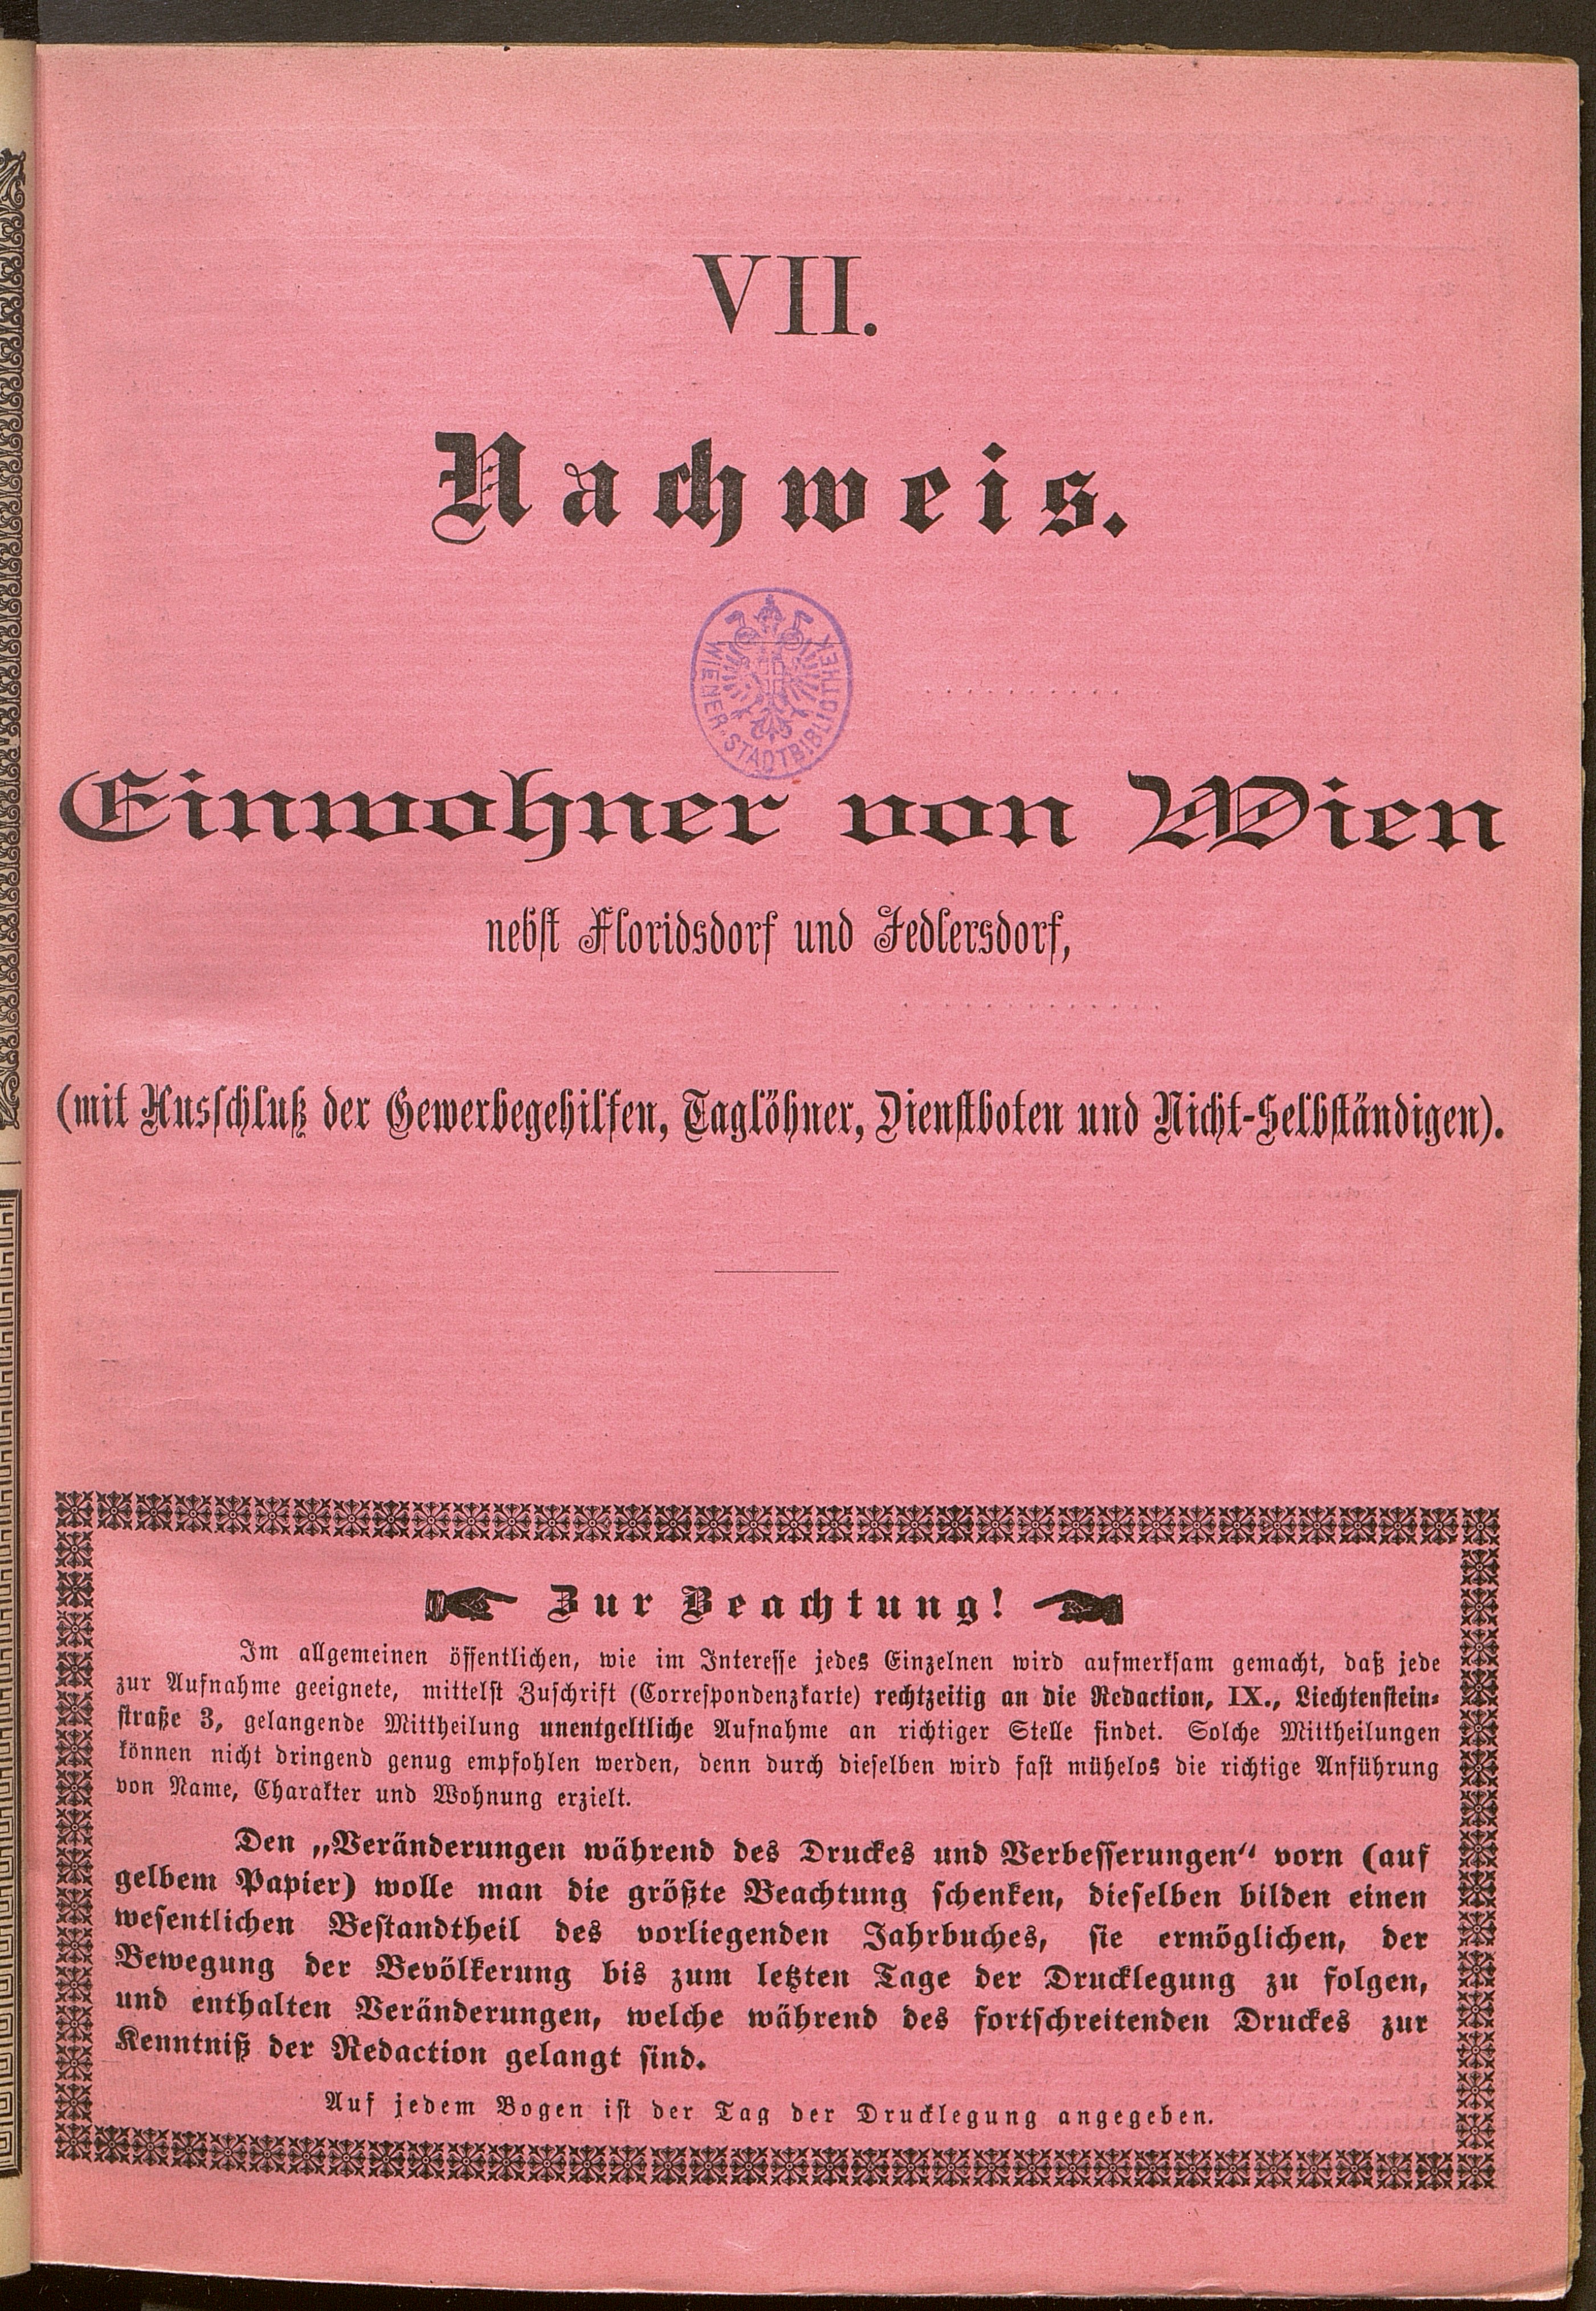 VII.
Nachweis.
WIENER STADTBIBLIOTHEK
Einwohner von Wien
nebst Floridsdorf und Jedlersdorf,
(mit Ausschluß der Gewerbegehilfen, Taglöhner, Dienstboten und Nicht-Selbständigen).
Zur Beachtung!
Im allgemeinen öffentlichen, wie im Interesse jedes Einzelnen wird aufmerksam gemacht, daß jede
zur Aufnahme geeignete, mittelst Zuschrift (Correspondenzkarte) rechtzeitig an die Redaction, IX., Liechtenstein-
straße 3, gelangende Mittheilung unentgeltliche Aufnahme an richtiger Stelle findet. Solche Mittheilungen
können nicht dringend genug empfohlen werden, denn durch dieselben wird fast mühelos die richtige Anführung
von Name, Charakter und Wohnung erzielt.
Den „Veränderungen während des Druckes und Verbesserungen“ vorn (auf
gelbem Papier) wolle man die größte Beachtung schenken, dieselben bilden einen
wesentlichen Bestandtheil des vorliegenden Jahrbuches, sie ermöglichen, der
Bewegung der Bevölkerung bis zum letzten Tage der Drucklegung zu folgen,
und enthalten Veränderungen, welche während des fortschreitenden Druckes zur
Kenntniß der Redaction gelangt sind.
Auf jedem Bogen ist der Tag der Drucklegung angegeben.